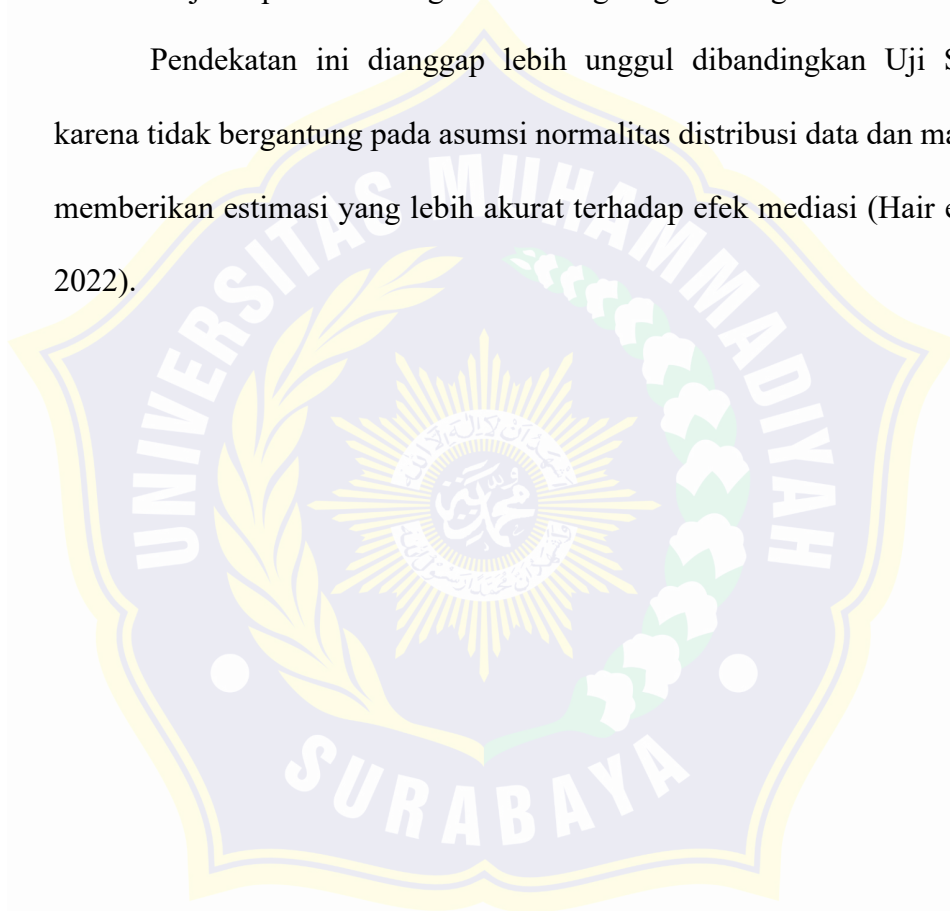 Pendekatan ini dianggap lebih unggul dibandingkan Uji
karena tidak bergantung pada asumsi normalitas distribusi data dan
memberikan estimasi yang lebih akurat terhadap efek mediasi (Hair
2022).
UNIVERSITAS MUHAMMADIYAH
SURABAYA